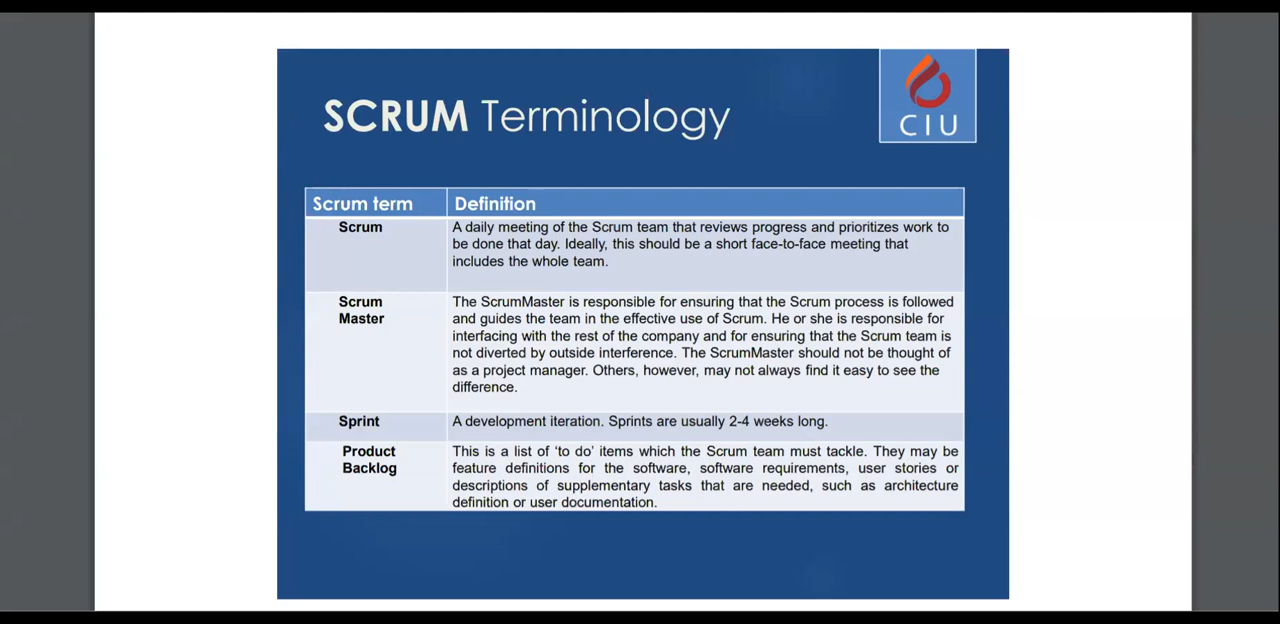 SCRUM Terminology
CIU
Scrum term
Definition
Scrum
A daily meeting of the Scrum team that reviews progress and prioritizes work to
be done that day. Ideally, this should be a short face-to-face meeting that
includes the whole team.
Scrum
Master
The ScrumMaster is responsible for ensuring that the Scrum process is followed
and guides the team in the effective use of Scrum. He or she is responsible for
interfacing with the rest of the company and for ensuring that the Scrum team is
not diverted by outside interference. The ScrumMaster should not be thought of
as a project manager. Others, however, may not always find it easy to see the
difference.
Sprint
A development iteration. Sprints are usually 2-4 weeks long.
Product
Backlog
This is a list of ‘to do’ items which the Scrum team must tackle. They may be
feature definitions for the software, software requirements, user stories or
descriptions of supplementary tasks that are needed, such as architecture
definition or user documentation.